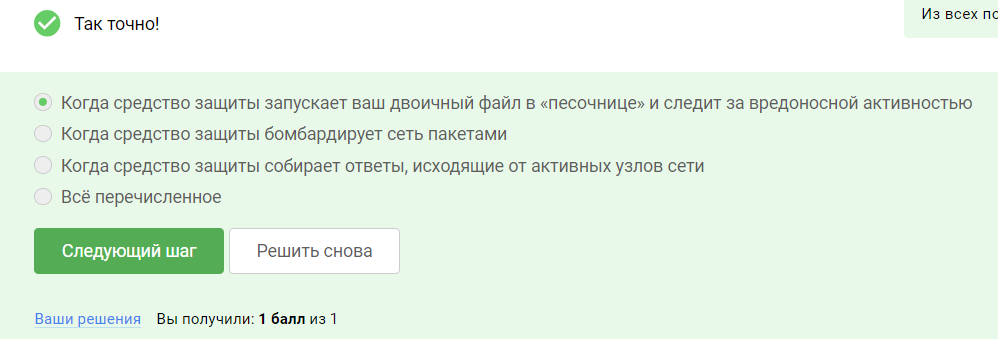 Так точно!
Из всех
Когда средство защиты запускает ваш двоичный файл в «песочнице» и следит за вредоносной активностью
Когда средство защиты бомбардирует сеть пакетами
Когда средство защиты собирает ответы, исходящие от активных узлов сети
Всё перечисленное
Следующий шаг
Решить снова
Ваши решения Вы получили: 1 балл из 1